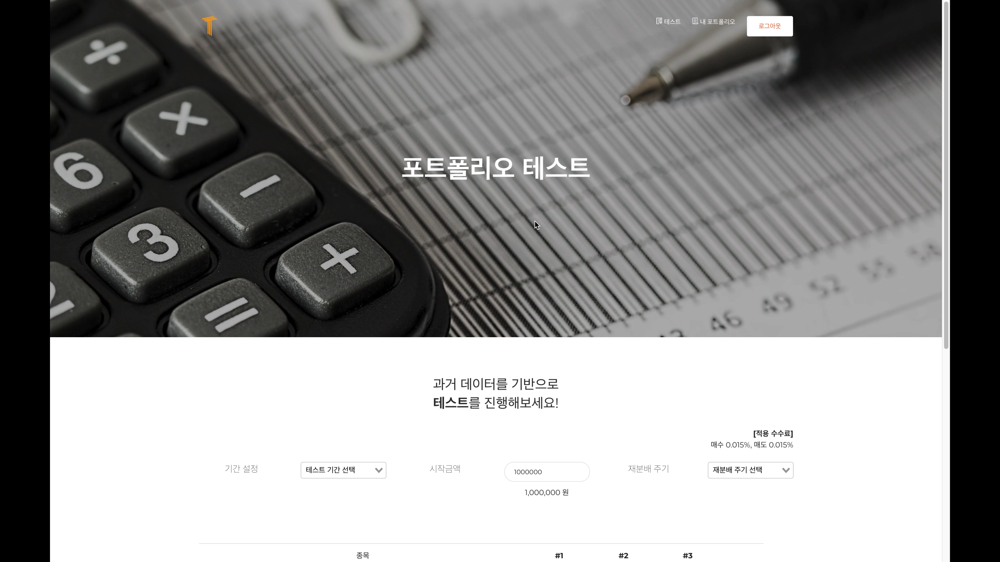 테스트
내 포트폴리오
로그아웃
÷
×
6
−
3
+
=
포트폴리오 테스트
46 49 52 55
과거 데이터를 기반으로
테스트를 진행해보세요!
[적용 수수료]
매수 0.015%, 매도 0.015%
기간 설정 테스트 기간 선택 시작금액 1000000 재분배 주기 재분배 주기 선택
1,000,000 원
종목 #1 #2 #3